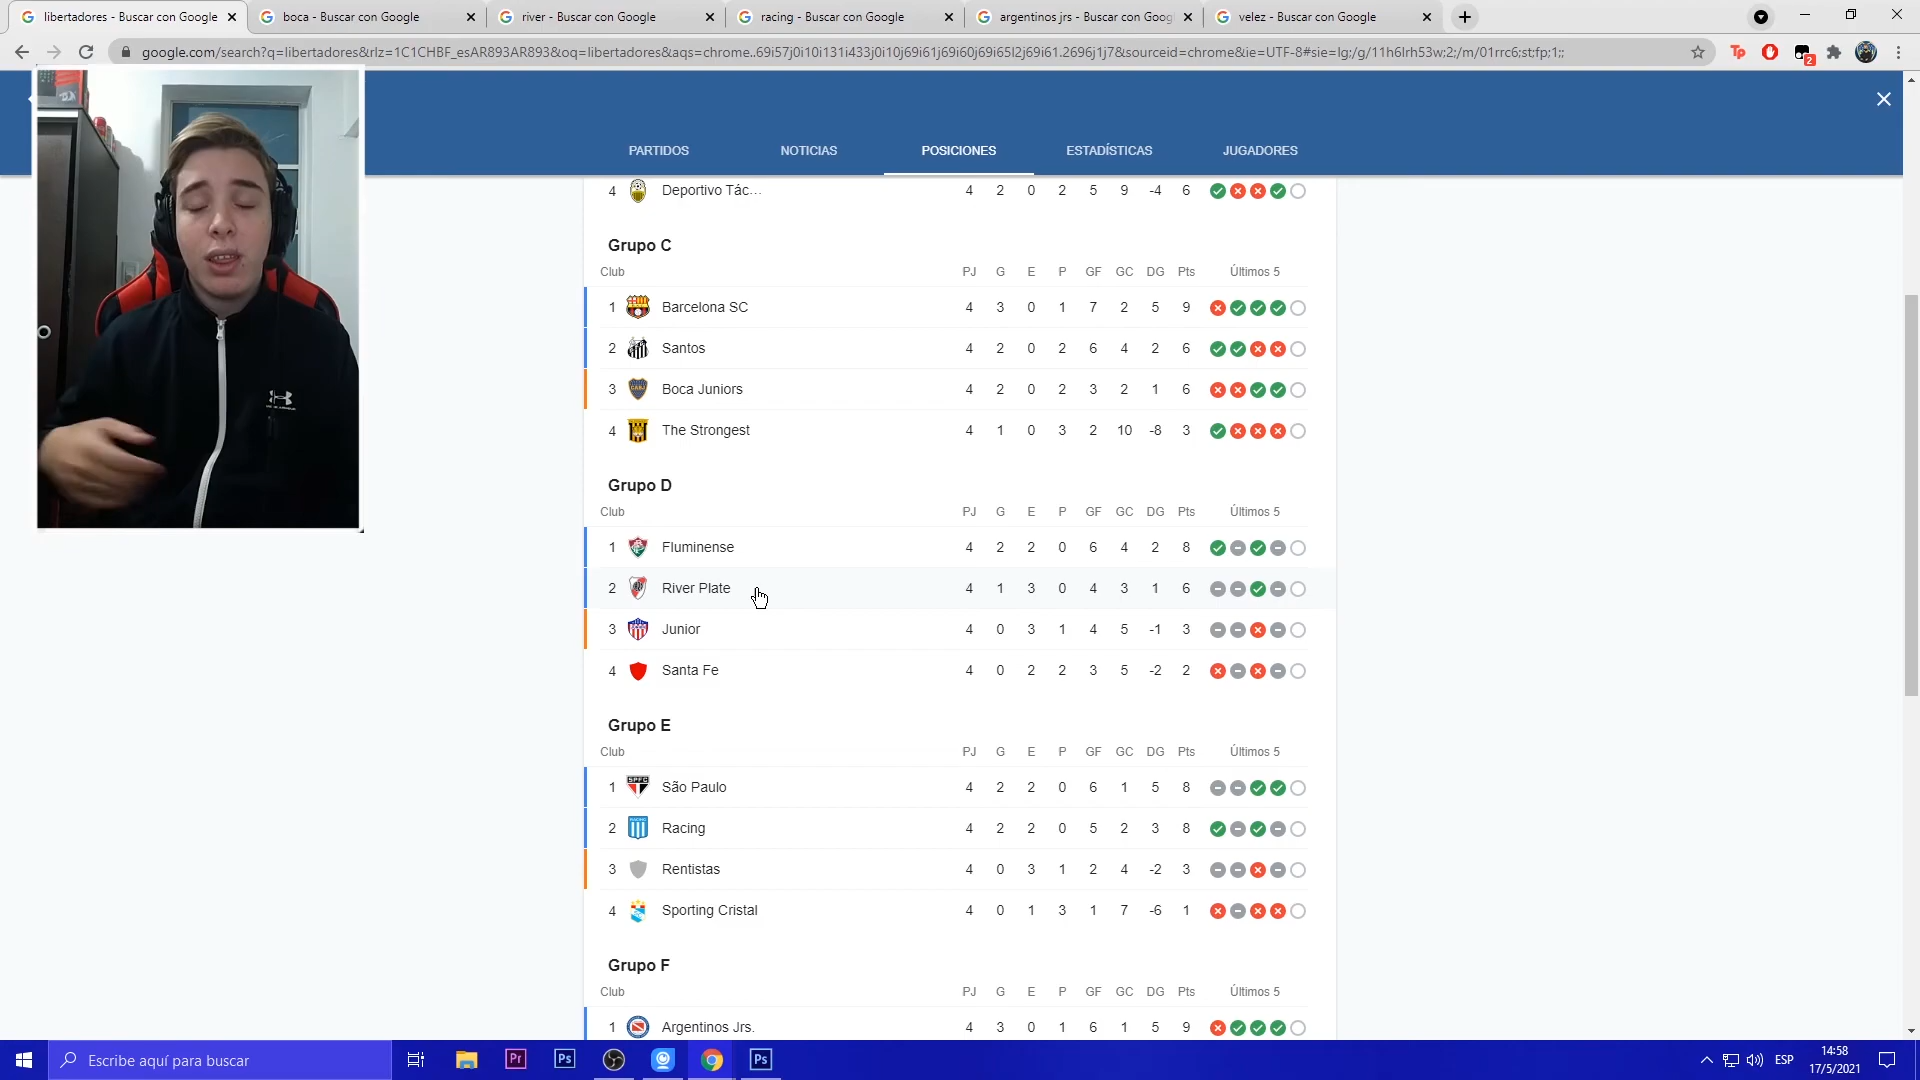 libertadores - Buscar con Google
boca - Buscar con Google
river - Buscar con Google
racing - Buscar con Google
argentinos jrs - Buscar con Goog
velez - Buscar con Google
google.com/search?q=libertadores&rlz=1C1CHBF_esAR893AR893&oq=libertadores&aqs=chrome..69i57j0i10i131i433j0i10j69i61j69i60j69i65l2j69i61.2696j1j7&sourceid=chrome&ie=UTF-8#sie=lg;/g/11h6lrh53w;2;/m/01rrc6;st;fp;1;;
Tp
2
PARTIDOS NOTICIAS POSICIONES ESTADÍSTICAS JUGADORES
4 Deportivo Tác... 4 2 0 2 5 9 -4 6
Grupo C
Club PJ G E P GF GC DG Pts Últimos 5
1 Barcelona SC 4 3 0 1 7 2 5 9
2 Santos 4 2 0 2 6 4 2 6
3 Boca Juniors 4 2 0 2 3 2 1 6
4 The Strongest 4 1 0 3 2 10 -8 3
Grupo D
Club PJ G E P GF GC DG Pts Últimos 5
1 Fluminense 4 2 2 0 6 4 2 8
2 River Plate 4 1 3 0 4 3 1 6
3 Junior 4 0 3 1 4 5 -1 3
4 Santa Fe 4 0 2 2 3 5 -2 2
Grupo E
Club PJ G E P GF GC DG Pts Últimos 5
1 São Paulo 4 2 2 0 6 1 5 8
2 Racing 4 2 2 0 5 2 3 8
3 Rentistas 4 0 3 1 2 4 -2 3
4 Sporting Cristal 4 0 1 3 1 7 -6 1
Grupo F
Club PJ G E P GF GC DG Pts Últimos 5
1 Argentinos Jrs. 4 3 0 1 6 1 5 9
Escribe aquí para buscar
Pr
Ps
Ps
ESP
14:58
17/5/2021